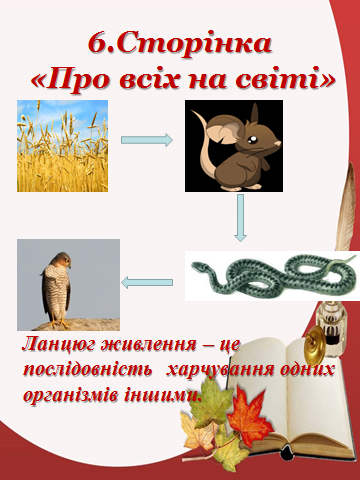 6.Сторінка
«Про всіх на світі»
Ланцюг живлення – це
послідовність харчування одних
організмів іншими.